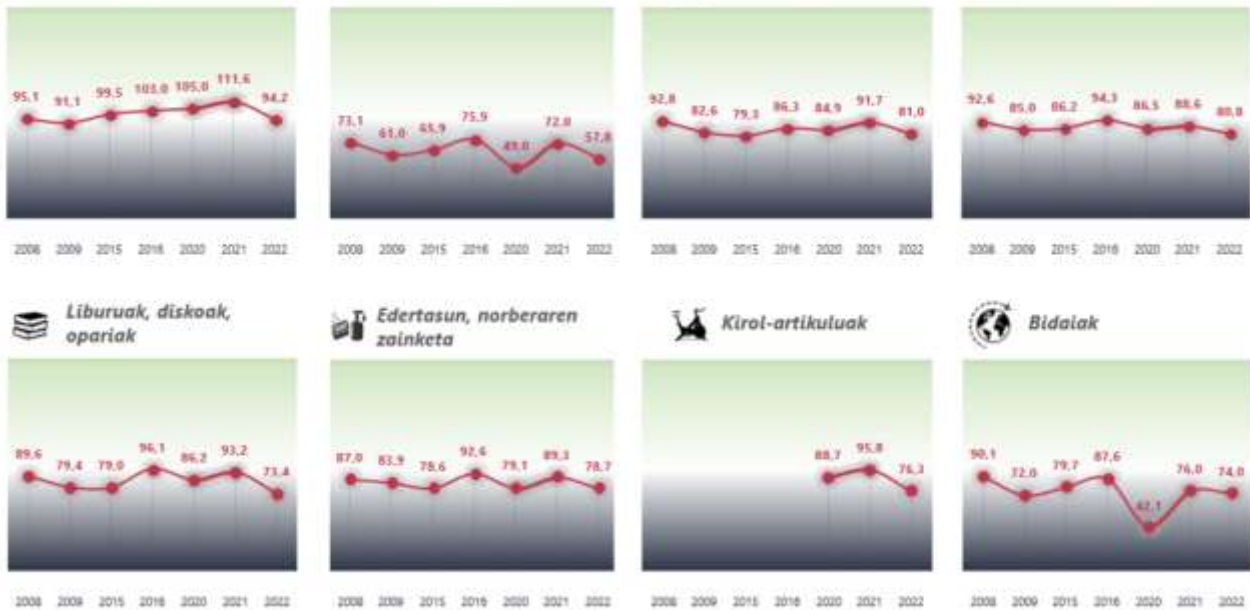 95,1 91,1 99,5 103,0 105,0 111,6 94,2
73,1 61,0 65,9 75,9 49,0 72,0 57,8
92,8 82,6 79,3 86,3 84,9 91,7 81,0
92,6 85,0 86,2 94,3 86,5 88,6 80,8
2008 2009 2015 2016 2020 2021 2022
2008 2009 2015 2016 2020 2021 2022
2008 2009 2015 2016 2020 2021 2022
2008 2009 2015 2016 2020 2021 2022
Liburuak, diskoak,
opariak
Edertasun, norberaren
zainketa
Kirol-artikuluak
Bidaiak
89,6 79,4 79,0 96,1 86,2 93,2 73,4
87,0 83,9 78,6 92,6 79,1 89,3 78,7
88,7 95,8 76,3
90,1 72,0 79,7 87,6 42,1 76,0 74,0
2008 2009 2015 2016 2020 2021 2022
2008 2009 2015 2016 2020 2021 2022
2008 2009 2015 2016 2020 2021 2022
2008 2009 2015 2016 2020 2021 2022